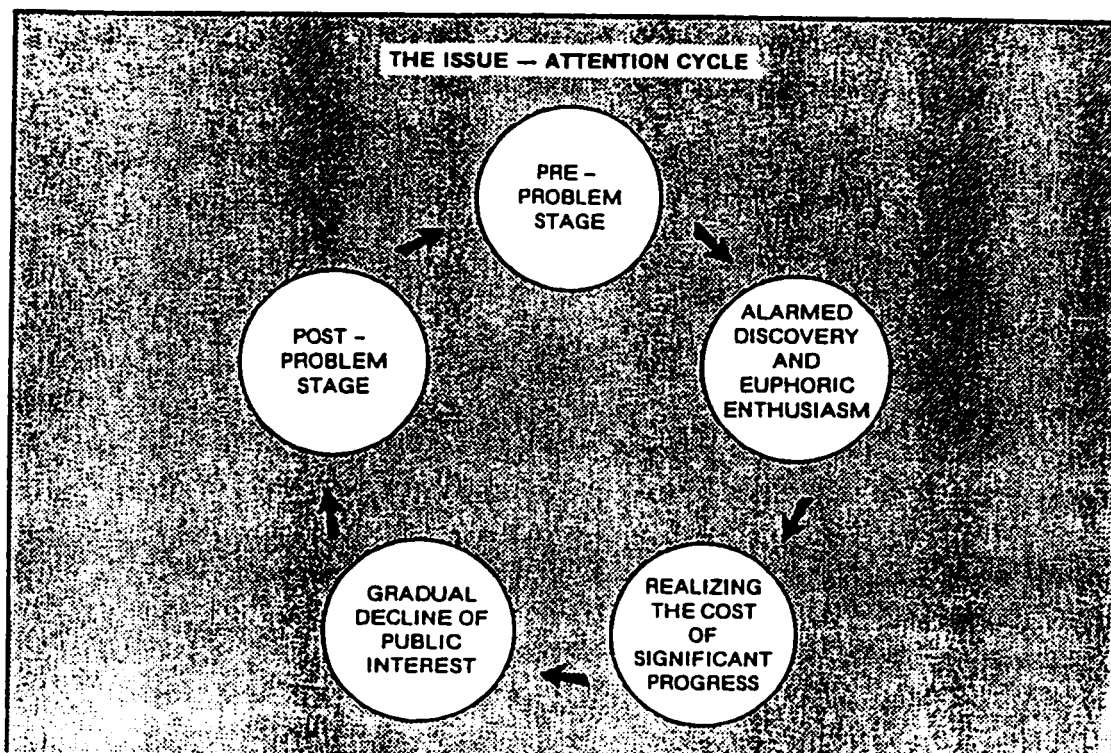 THE ISSUE — ATTENTION CYCLE
PRE –
PROBLEM
STAGE
ALARMED
DISCOVERY
AND
EUPHORIC
ENTHUSIASM
REALIZING
THE COST
OF
SIGNIFICANT
PROGRESS
GRADUAL
DECLINE OF
PUBLIC
INTEREST
POST –
PROBLEM
STAGE